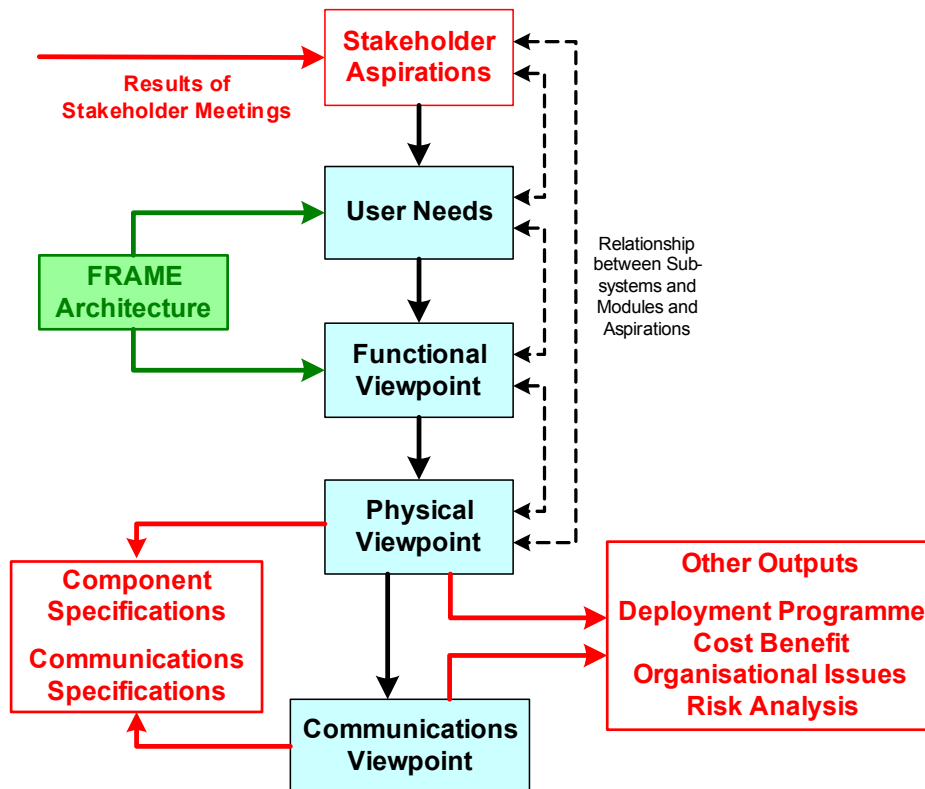 Stakeholder
Aspirations
Results of
Stakeholder Meetings
User Needs
Relationship
between Sub-
systems and
Modules and
Aspirations
FRAME
Architecture
Functional
Viewpoint
Physical
Viewpoint
Component
Specifications
Communications
Specifications
Other Outputs
Deployment Programme
Cost Benefit
Organisational Issues
Risk Analysis
Communications
Viewpoint